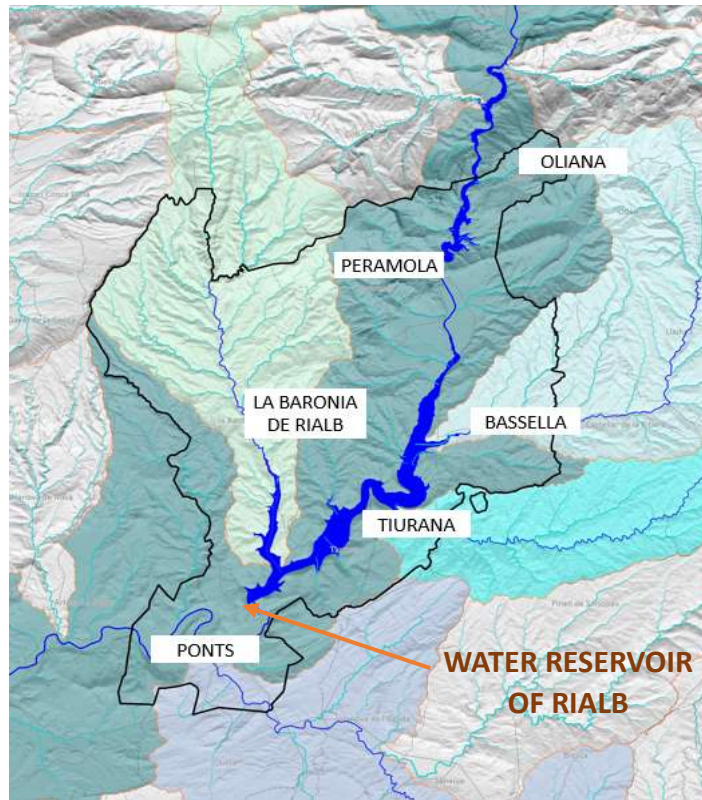 OLIANA
PERAMOLA
LA BARONIA
DE RIALB
BASSELLA
TIURANA
PONTS
WATER RESERVOIR
OF RIALB